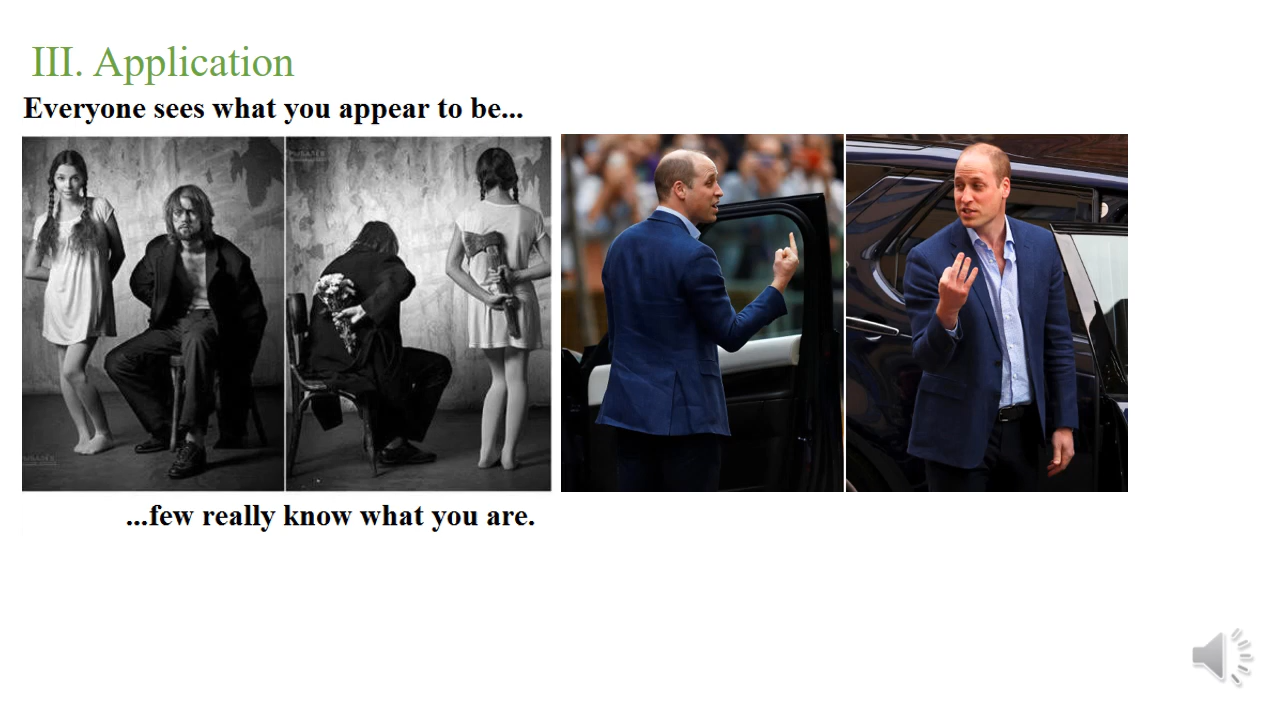 III. Application
Everyone sees what you appear to be...
...few really know what you are.